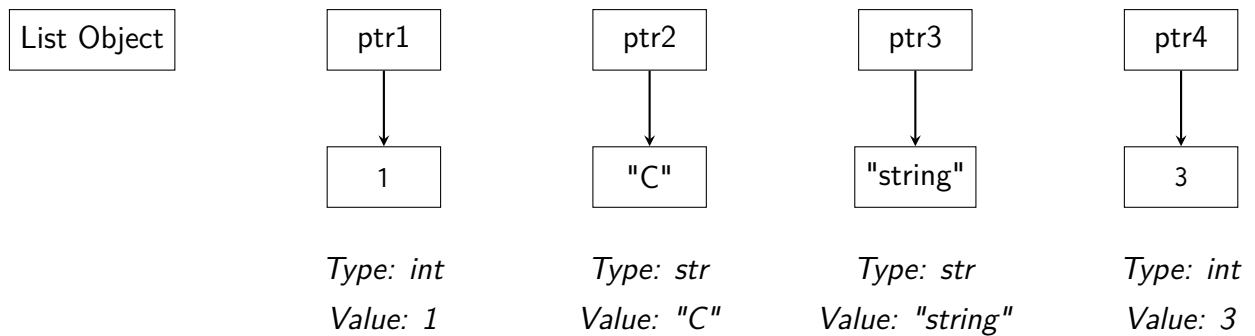 List Object ptr1 ptr2 ptr3 ptr4
1 "C" "string" 3
Type: int Type: str Type: str Type: int
Value: 1 Value: "C" Value: "string" Value: 3